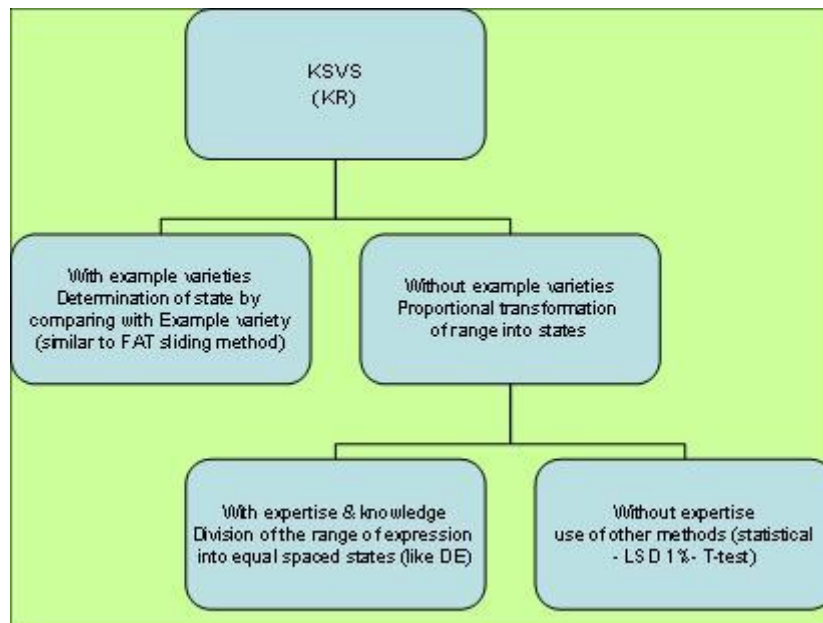 KSVS
(KR)
With example varieties
Determination of state by
comparing with Example variety
(similar to FAT sliding method)
Without example varieties
Proportional transformation
of range into states
With expertise & knowledge
Division of the range of expression
into equal spaced states (like DE)
Without expertise
use of other methods (statistical
- LSD 1%- T-test)